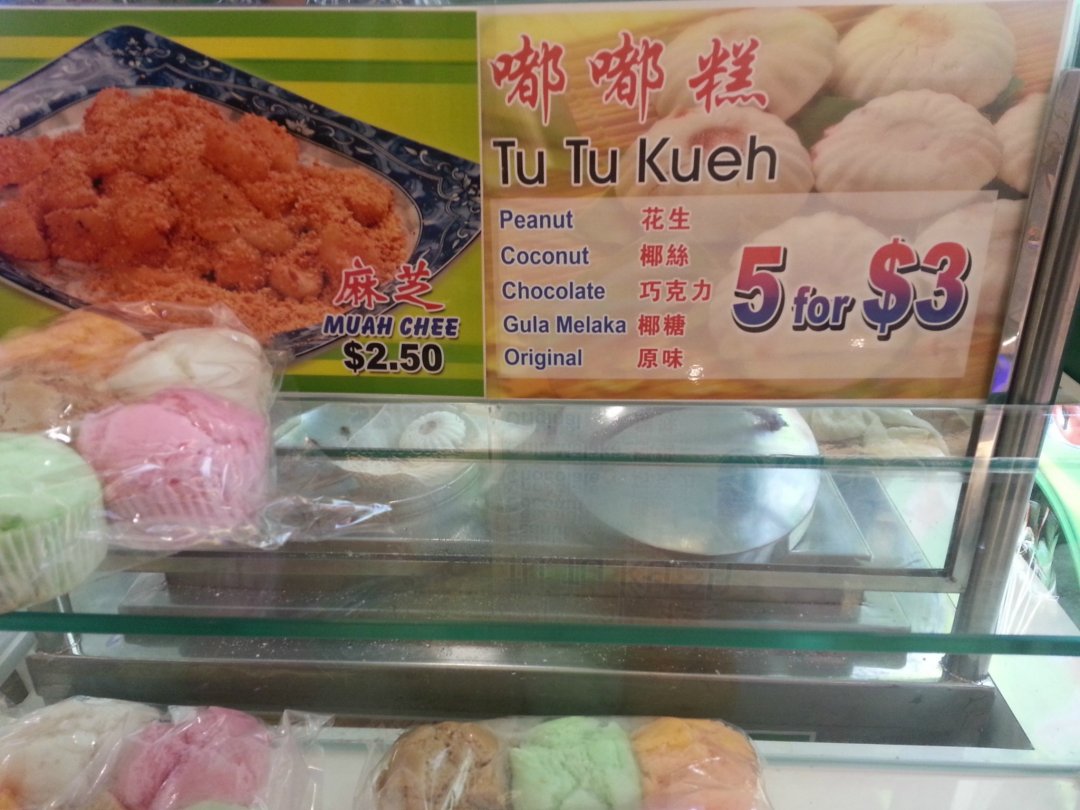 麻芝
MUAH CHEE
$2.50
嘟嘟糕
Tu Tu Kueh
Peanut 花生
Coconut 椰絲
Chocolate 巧克力
Gula Melaka 椰糖
Original 原味
5 for $3